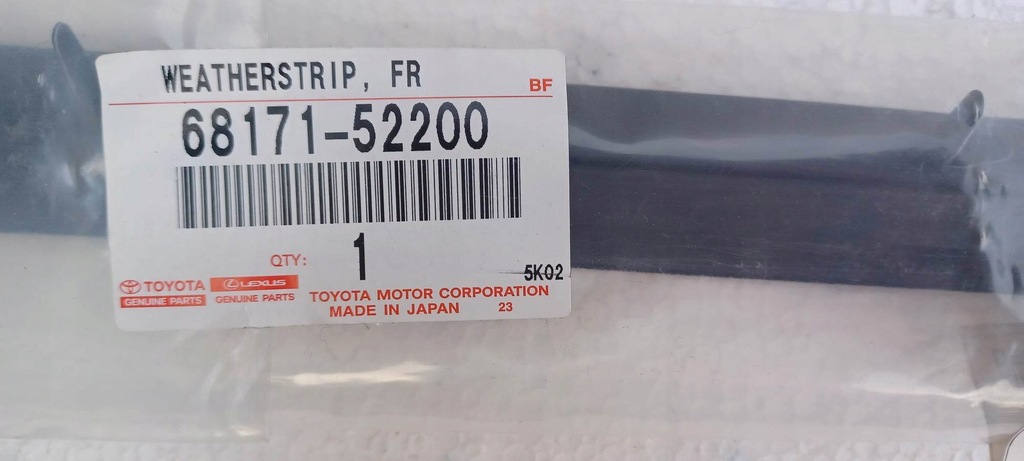 WEATHERSTRIP, FR
BF
68171-52200
QTY: 1
5K02
TOYOTA LEXUS
GENUINE PARTS GENUINE PARTS
TOYOTA MOTOR CORPORATION
MADE IN JAPAN 23